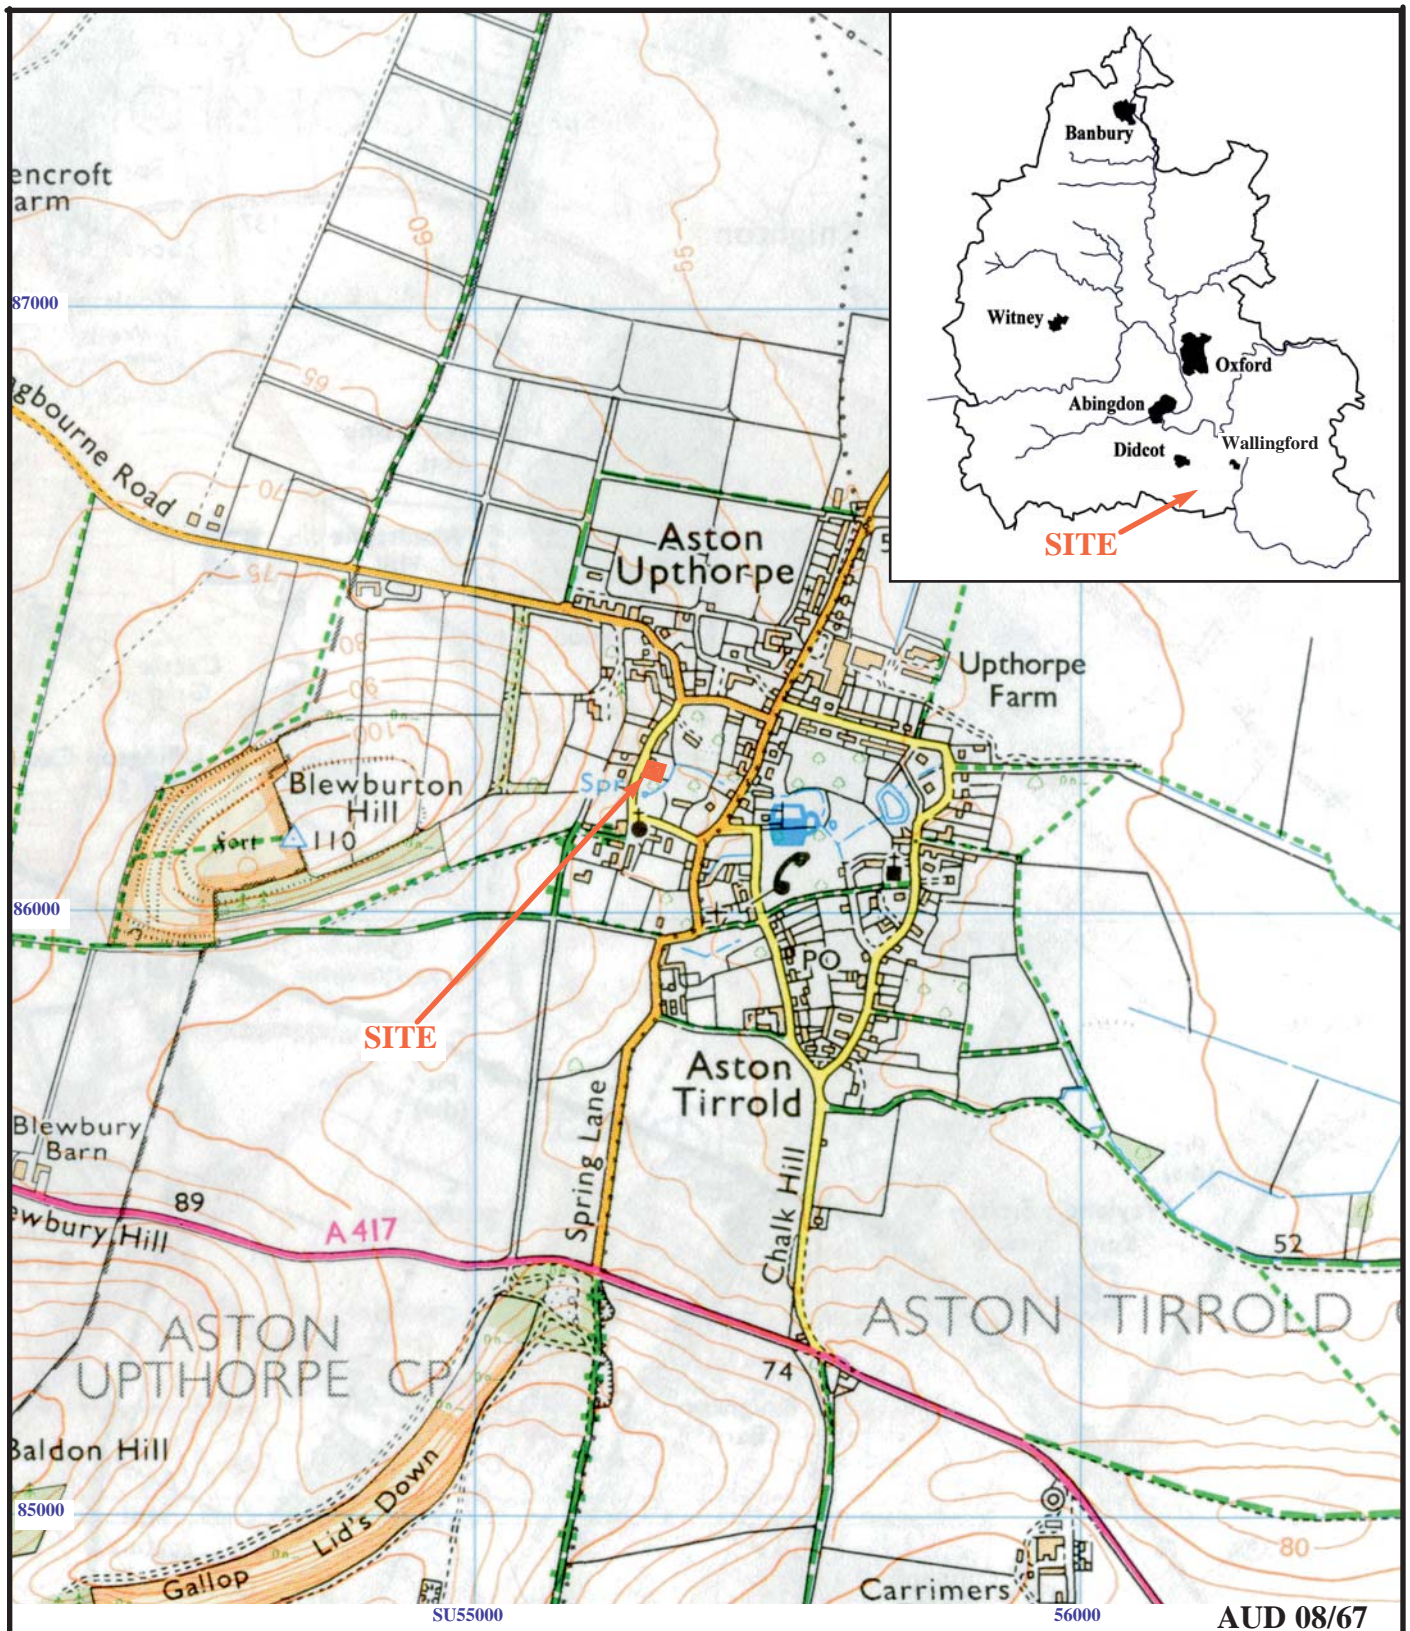 encroft
arm
60
55
87000
gbourne Road
65
70
75
Aston
Upthorpe
5
80
90
100
Upthorpe
Farm
Blewburton
Hill
Fort
110
Spr
86000
PO
SITE
Aston
Tirrold
Spring Lane
Chalk Hill
Blewbury
Barn
89
ewbury Hill
A 417
52
ASTON
UPTHORPE CP
ASTON TIRROLD
74
Baldon Hill
85000
Lid's Down
Gallop
80
Carrimers
SU55000
56000
AUD 08/67
Banbury
Witney
Oxford
Abingdon
Didcot
Wallingford
SITE